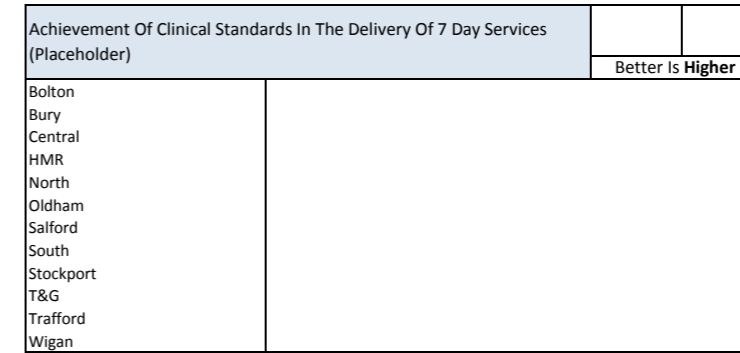 Achievement Of Clinical Standards In The Delivery Of 7 Day Services
(Placeholder)
Better Is Higher
Bolton
Bury
Central
HMR
North
Oldham
Salford
South
Stockport
T&G
Trafford
Wigan